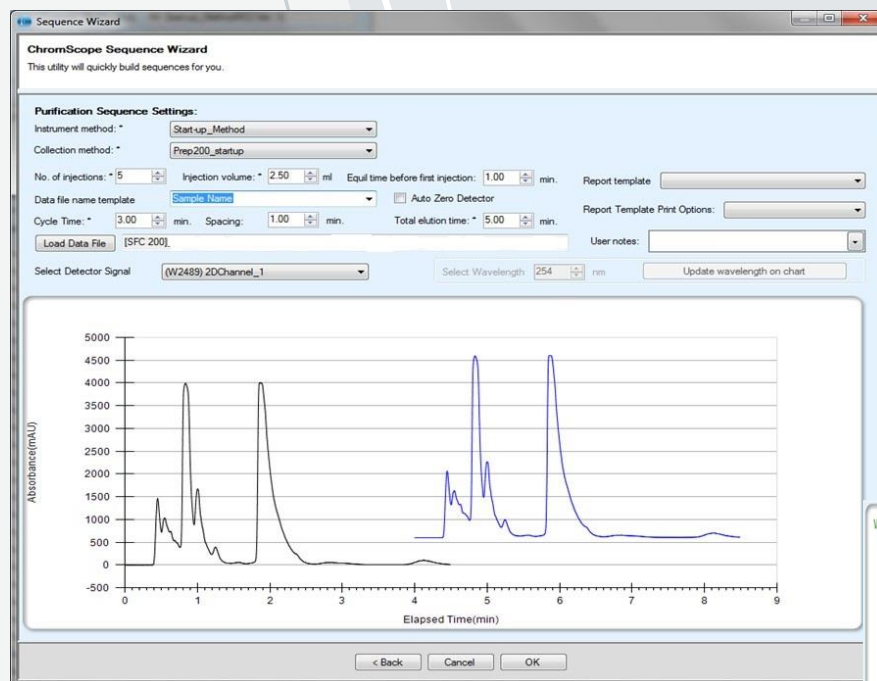 Sequence Wizard
ChromScope Sequence Wizard
This utility will quickly build sequences for you.
Purification Sequence Settings:
Instrument method: * Start-up_Method
Collection method: * Prep200_startup
No. of injections: * 5 Injection volume: * 2.50 ml Equil time before first injection: 1.00 min. Report template
Data file name template Sample Name Auto Zero Detector
Report Template Print Options:
Cycle Time: * 3.00 min. Spacing: 1.00 min. Total elution time: * 5.00 min.
Load Data File [SFC 200]_ User notes:
Select Detector Signal (W2489) 2DChannel_1 Select Wavelength 254 nm Update wavelength on chart
5000
4500
4000
3500
3000
2500
2000
1500
1000
500
0
-500
Absorbance(mAU)
0 1 2 3 4 5 6 7 8 9
Elapsed Time(min)
< Back Cancel OK